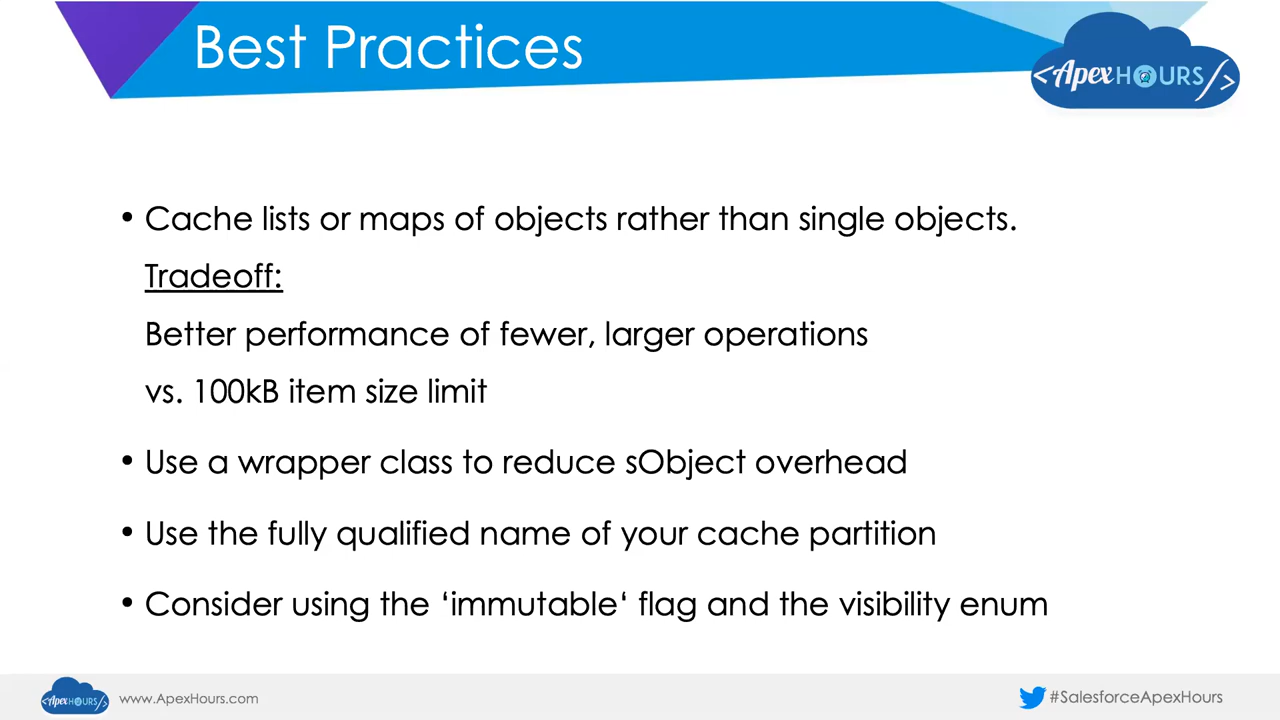 Best Practices
<ApexHOURS/>
• Cache lists or maps of objects rather than single objects.
Tradeoff:
Better performance of fewer, larger operations
vs. 100kB item size limit
• Use a wrapper class to reduce sObject overhead
• Use the fully qualified name of your cache partition
• Consider using the ‘immutable‘ flag and the visibility enum
<ApexHOURS/>
www.ApexHours.com
#SalesforceApexHours